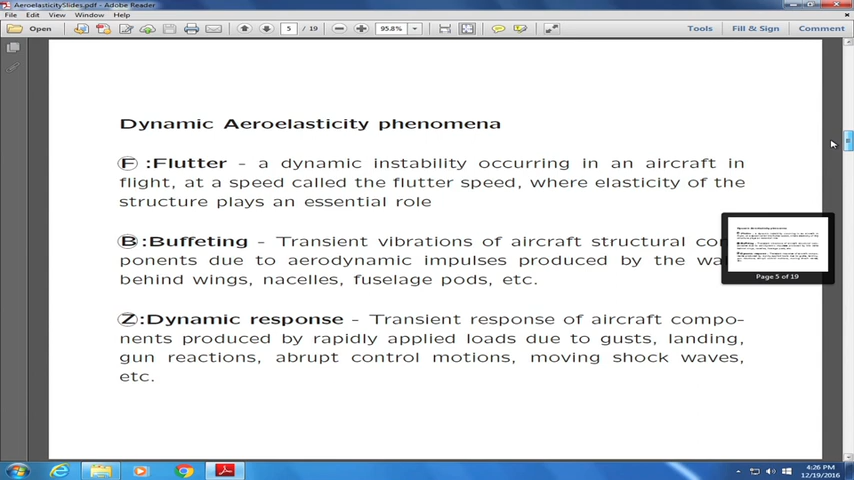 AeroelasticitySlides.pdf - Adobe Reader
File Edit View Window Help
Open 5 / 19 95.8% Tools Fill & Sign Comment
Dynamic Aeroelasticity phenomena
F :Flutter - a dynamic instability occurring in an aircraft in
flight, at a speed called the flutter speed, where elasticity of the
structure plays an essential role
B :Buffeting - Transient vibrations of aircraft structural
ponents due to aerodynamic impulses produced by the
behind wings, nacelles, fuselage pods, etc.
Page 5 of 19
Z :Dynamic response - Transient response of aircraft compo-
nents produced by rapidly applied loads due to gusts, landing,
gun reactions, abrupt control motions, moving shock waves,
etc.
4:26 PM
12/19/2016